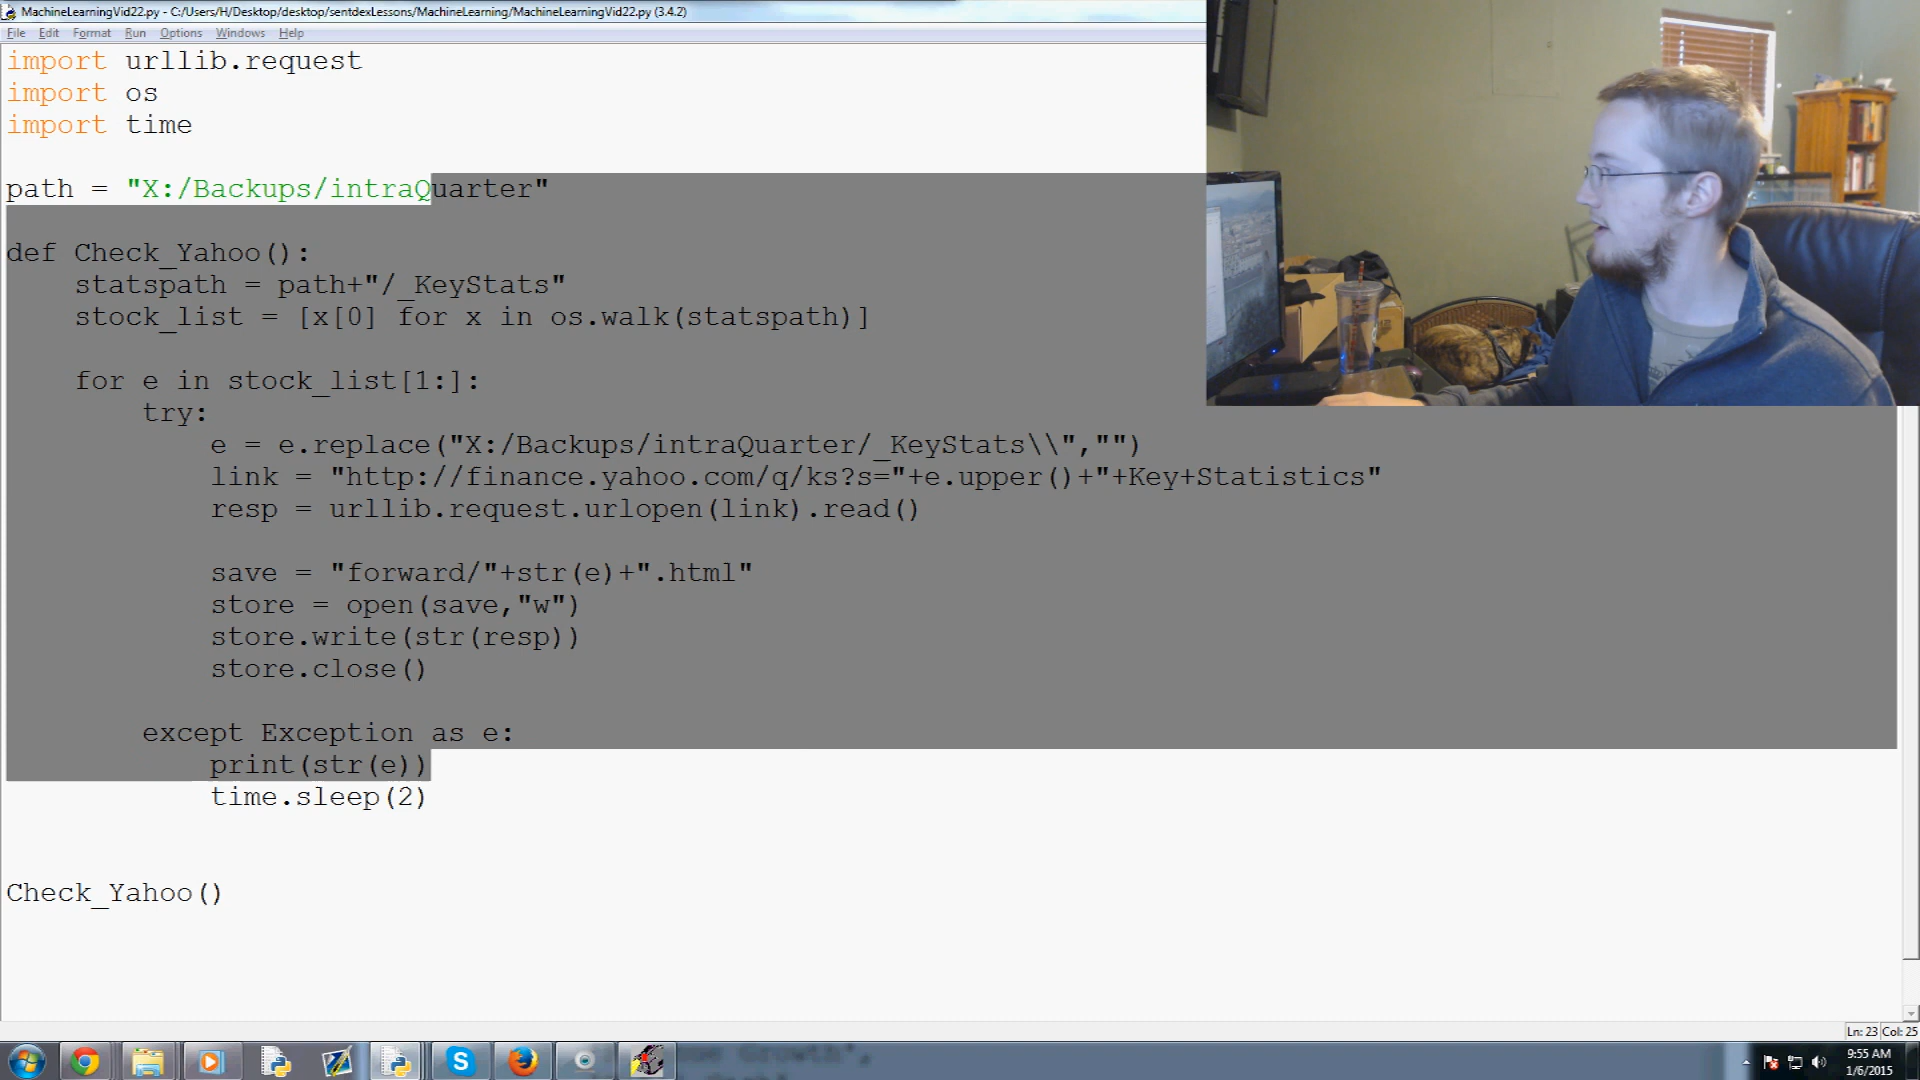 MachineLearningVid22.py - C:/Users/H/Desktop/desktop/sentdexLessons/MachineLearning/MachineLearningVid22.py (3.4.2)
File Edit Format Run Options Windows Help
import urllib.request
import os
import time
path = "X:/Backups/intraQuarter"
def Check_Yahoo():
statspath = path+"/_KeyStats"
stock_list = [x[0] for x in os.walk(statspath)]
for e in stock_list[1:]:
try:
e = e.replace("X:/Backups/intraQuarter/_KeyStats\\","")
link = "http://finance.yahoo.com/q/ks?s="+e.upper()+"+Key+Statistics"
resp = urllib.request.urlopen(link).read()
save = "forward/"+str(e)+".html"
store = open(save,"w")
store.write(str(resp))
store.close()
except Exception as e:
print(str(e))
time.sleep(2)
Check_Yahoo()
Ln: 23 Col: 25
Growth',
9:55 AM
1/6/2015